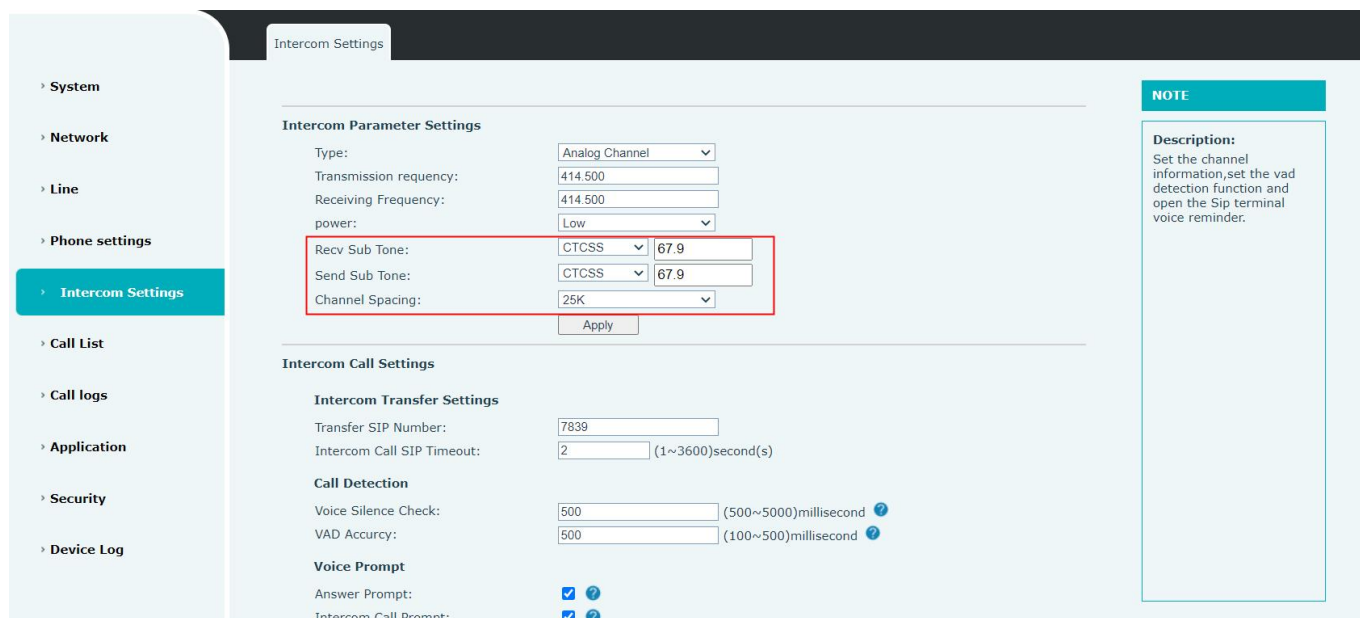 Intercom Settings
System
Network
Line
Phone settings
Intercom Settings
Call List
Call logs
Application
Security
Device Log
Intercom Parameter Settings
Type: Analog Channel
Transmission requency: 414.500
Receiving Frequency: 414.500
power: Low
Recv Sub Tone: CTCSS 67.9
Send Sub Tone: CTCSS 67.9
Channel Spacing: 25K
Apply
Intercom Call Settings
Intercom Transfer Settings
Transfer SIP Number: 7839
Intercom Call SIP Timeout: 2 (1~3600)second(s)
Call Detection
Voice Silence Check: 500 (500~5000)millisecond ?
VAD Accurcy: 500 (100~500)millisecond ?
Voice Prompt
Answer Prompt: ?
Intercom Call Prompt: ?
NOTE
Description:
Set the channel
information,set the vad
detection function and
open the Sip terminal
voice reminder.